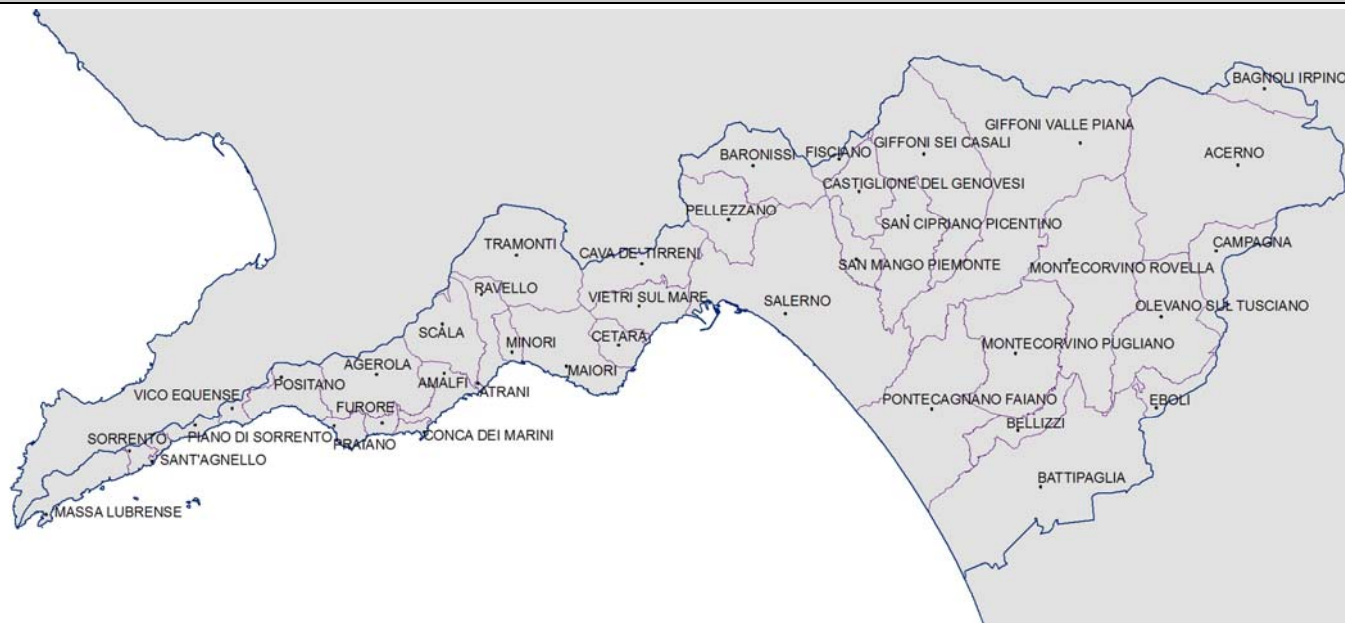 BAGNOLI IRPINO
GIFFONI VALLE PIANA
BARONISSI
FISCIANO
GIFFONI SEI CASALI
ACERNO
CASTIGLIONE DEL GENOVESI
PELLEZZANO
SAN CIPRIANO PICENTINO
TRAMONTI
CAVA DE' TIRRENI
CAMPAGNA
SAN MANGO PIEMONTE
MONTECORVINO ROVELLA
RAVELLO
VIETRI SUL MARE
SALERNO
OLEVANO SUL TUSCIANO
SCALA
MINORI
CETARA
MONTECORVINO PUGLIANO
AGEROLA
MAIORI
POSITANO
AMALFI
ATRANI
VICO EQUENSE
FURORE
PONTECAGNANO FAIANO
EBOLI
BELLIZZI
SORRENTO
PIANO DI SORRENTO
PRAIANO
CONCA DEI MARINI
SANT'AGNELLO
BATTIPAGLIA
MASSA LUBRENSE